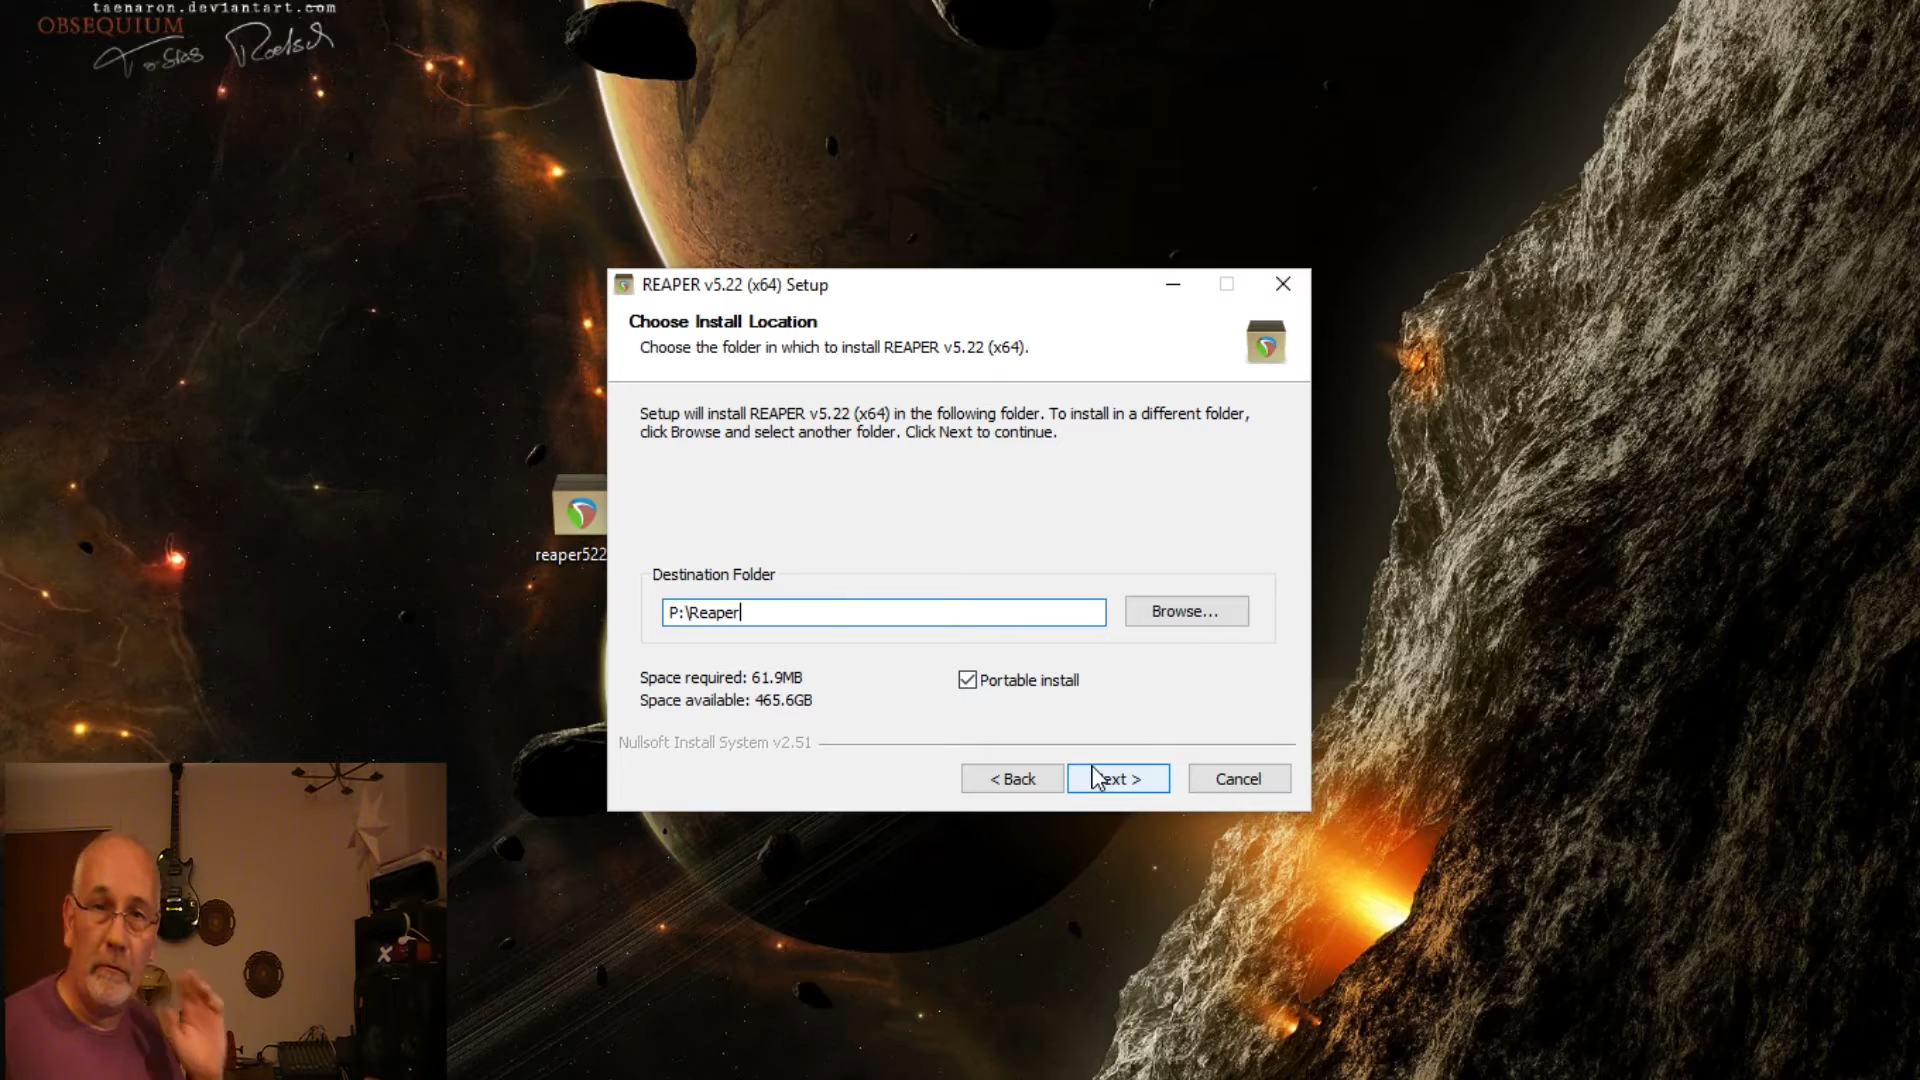 taenaron.deviantart.com
OBSEQUIUM
Tobias Roetsch
REAPER v5.22 (x64) Setup
Choose Install Location
Choose the folder in which to install REAPER v5.22 (x64).
Setup will install REAPER v5.22 (x64) in the following folder. To install in a different folder,
click Browse and select another folder. Click Next to continue.
reaper522
Destination Folder
P:\Reaper
Browse...
Space required: 61.9MB
Portable install
Space available: 465.6GB
Nullsoft Install System v2.51
< Back
ext >
Cancel